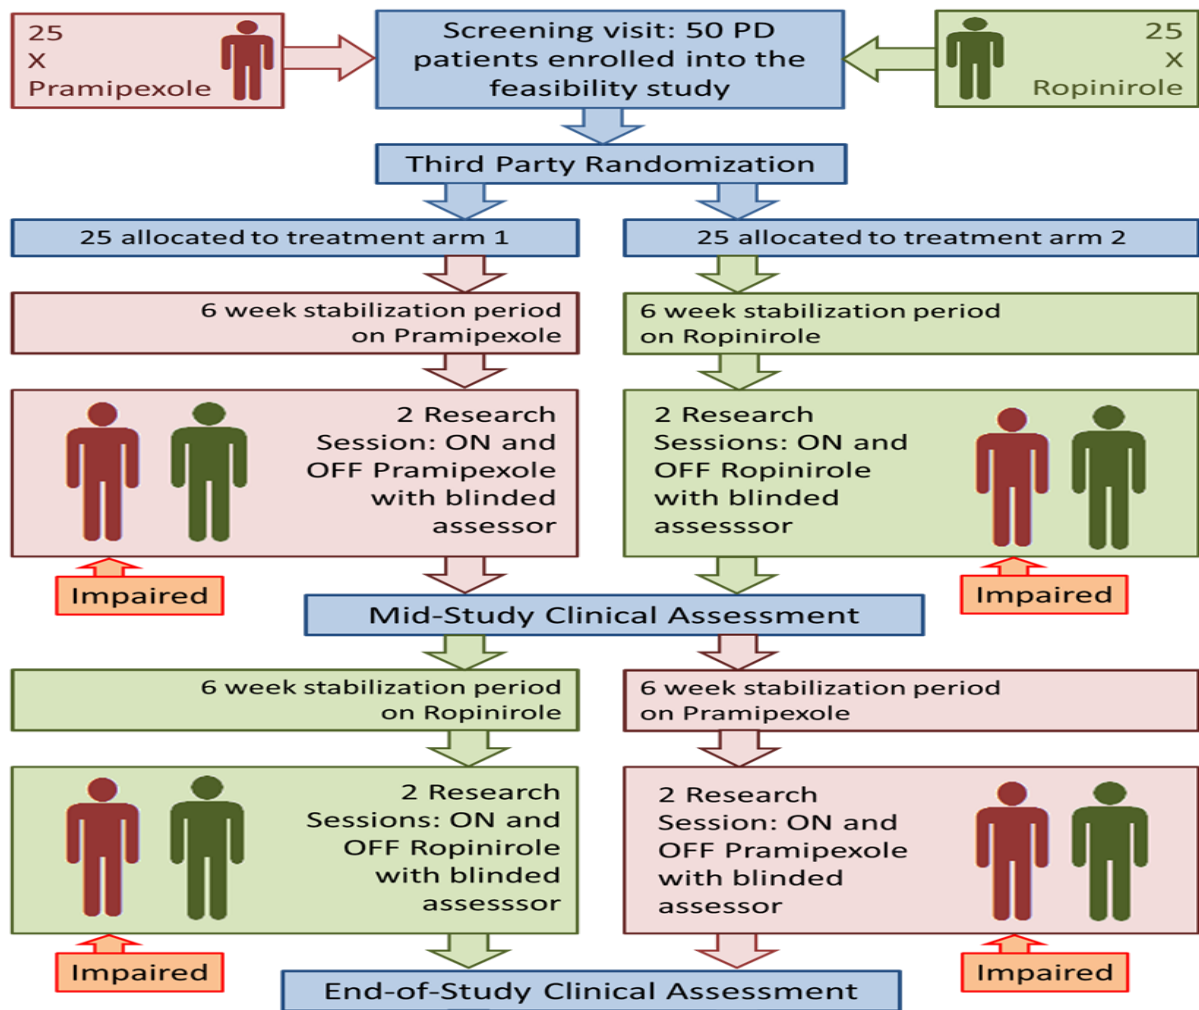 25
X
Pramipexole
Screening visit: 50 PD
patients enrolled into the
feasibility study
25
X
Ropinirole
Third Party Randomization
25 allocated to treatment arm 1
25 allocated to treatment arm 2
6 week stabilization period
on Pramipexole
6 week stabilization period
on Ropinirole
2 Research
Session: ON and
OFF Pramipexole
with blinded
assessor
2 Research
Sessions: ON and
OFF Ropinirole
with blinded
assesssor
Impaired
Impaired
Mid-Study Clinical Assessment
6 week stabilization period
on Ropinirole
6 week stabilization period
on Pramipexole
2 Research
Sessions: ON and
OFF Ropinirole
with blinded
assesssor
2 Research
Session: ON and
OFF Pramipexole
with blinded
assessor
Impaired
Impaired
End-of-Study Clinical Assessment